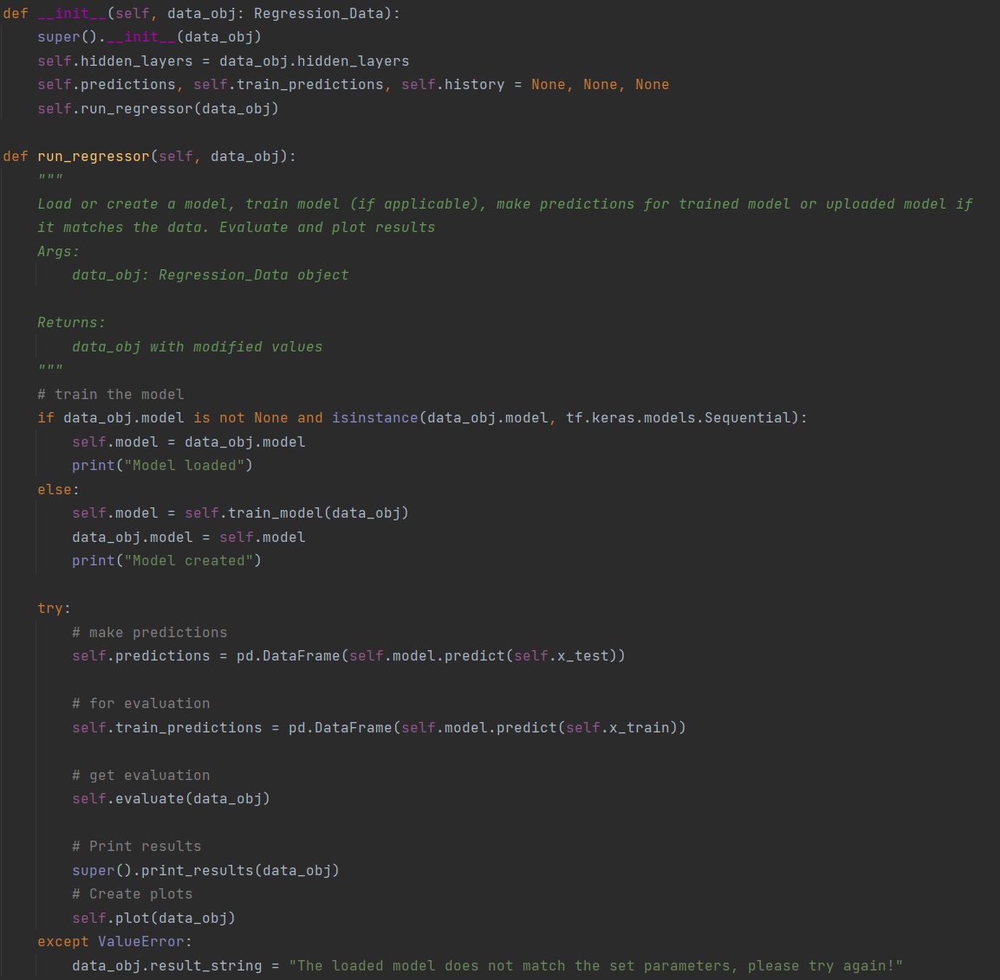 def __init__(self, data_obj: Regression_Data):
    super().__init__(data_obj)
    self.hidden_layers = data_obj.hidden_layers
    self.predictions, self.train_predictions, self.history = None, None, None
    self.run_regressor(data_obj)

def run_regressor(self, data_obj):
    """
    Load or create a model, train model (if applicable), make predictions for trained model or uploaded model if
    it matches the data. Evaluate and plot results
    Args:
        data_obj: Regression_Data object

    Returns:
        data_obj with modified values
    """
    # train the model
    if data_obj.model is not None and isinstance(data_obj.model, tf.keras.models.Sequential):
        self.model = data_obj.model
        print("Model loaded")
    else:
        self.model = self.train_model(data_obj)
        data_obj.model = self.model
        print("Model created")

    try:
        # make predictions
        self.predictions = pd.DataFrame(self.model.predict(self.x_test))

        # for evaluation
        self.train_predictions = pd.DataFrame(self.model.predict(self.x_train))

        # get evaluation
        self.evaluate(data_obj)

        # Print results
        super().print_results(data_obj)
        # Create plots
        self.plot(data_obj)
    except ValueError:
        data_obj.result_string = "The loaded model does not match the set parameters, please try again!"